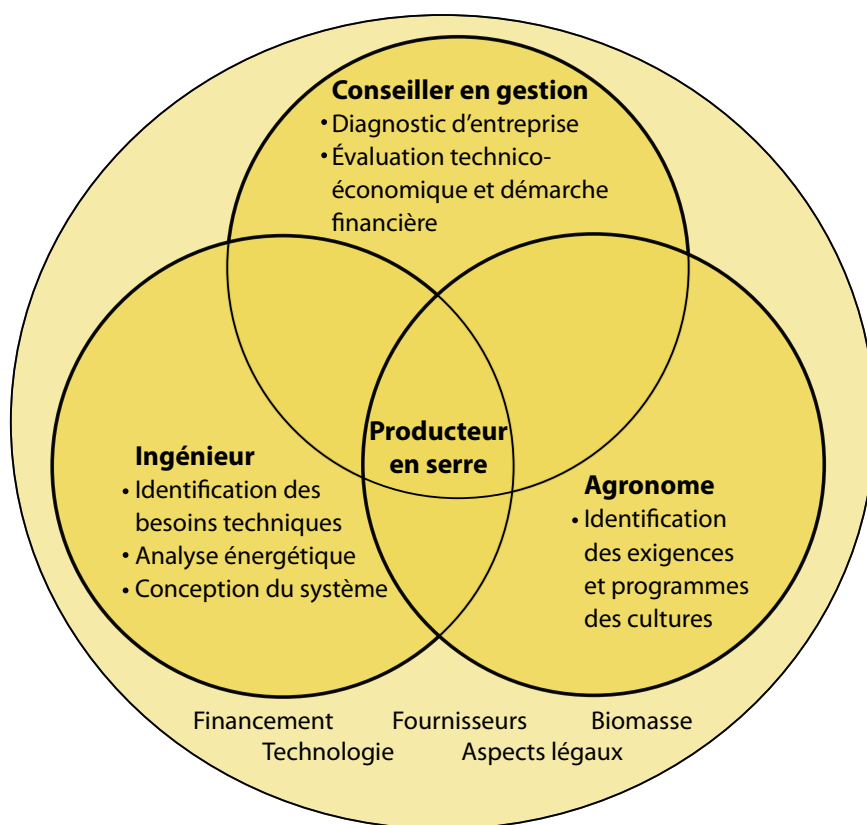 Conseiller en gestion
• Diagnostic d’entreprise
• Évaluation technico-
économique et démarche
financière
Producteur
en serre
Ingénieur
• Identification des
besoins techniques
• Analyse énergétique
• Conception du système
Agronome
• Identification
des exigences
et programmes
des cultures
Financement Fournisseurs Biomasse
Technologie Aspects légaux